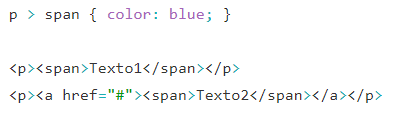 p > span { color: blue; }
<p><span>Texto1</span></p>
<p><a href="#"><span>Texto2</span></a></p>